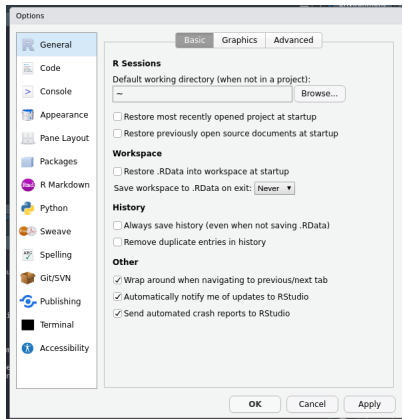 Options
General
Code
Console
Appearance
Pane Layout
Packages
R Markdown
Python
Sweave
Spelling
Git/SVN
Publishing
Terminal
Accessibility
Basic Graphics Advanced
R Sessions
Default working directory (when not in a project):
~ Browse...
Restore most recently opened project at startup
Restore previously open source documents at startup
Workspace
Restore .RData into workspace at startup
Save workspace to .RData on exit: Never
History
Always save history (even when not saving .RData)
Remove duplicate entries in history
Other
Wrap around when navigating to previous/next tab
Automatically notify me of updates to RStudio
Send automated crash reports to RStudio
OK Cancel Apply